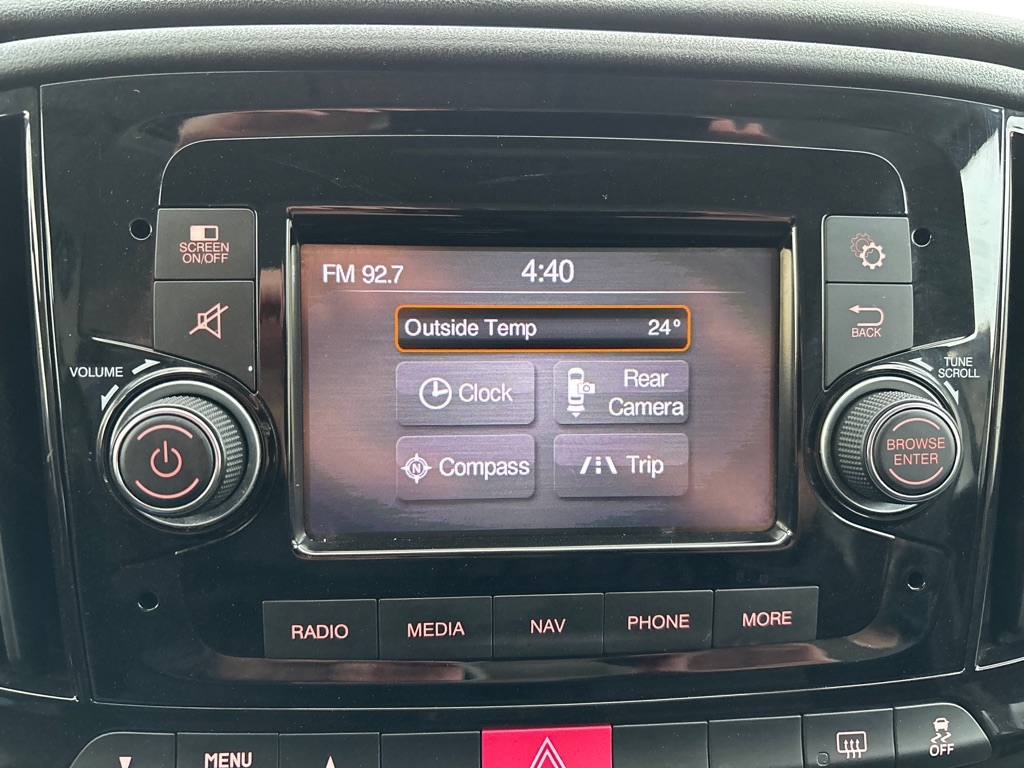 SCREEN
ON/OFF
FM 92.7
4:40
Outside Temp 24°
BACK
VOLUME
TUNE
SCROLL
Clock
Rear
Camera
BROWSE
ENTER
N
Compass
Trip
RADIO
MEDIA
NAV
PHONE
MORE
MENU
OFF